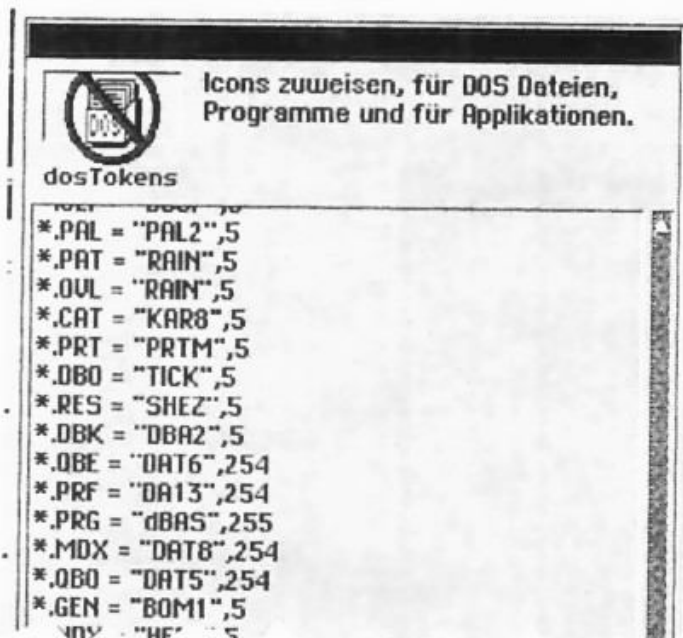 Icons zuweisen, für DOS Dateien,
Programme und für Applikationen.
DOS
dosTokens
*.PAL = "PAL2",5
*.PAT = "RAIN",5
*.OVL = "RAIN",5
*.CAT = "KAR8",5
*.PRT = "PRTM",5
*.DBO = "TICK",5
*.RES = "SHEZ",5
*.DBK = "DBA2",5
*.QBE = "DAT6",254
*.PRF = "DA13",254
*.PRG = "dBAS",255
*.MDX = "DAT8",254
*.QBO = "DAT5",254
*.GEN = "BOM1",5